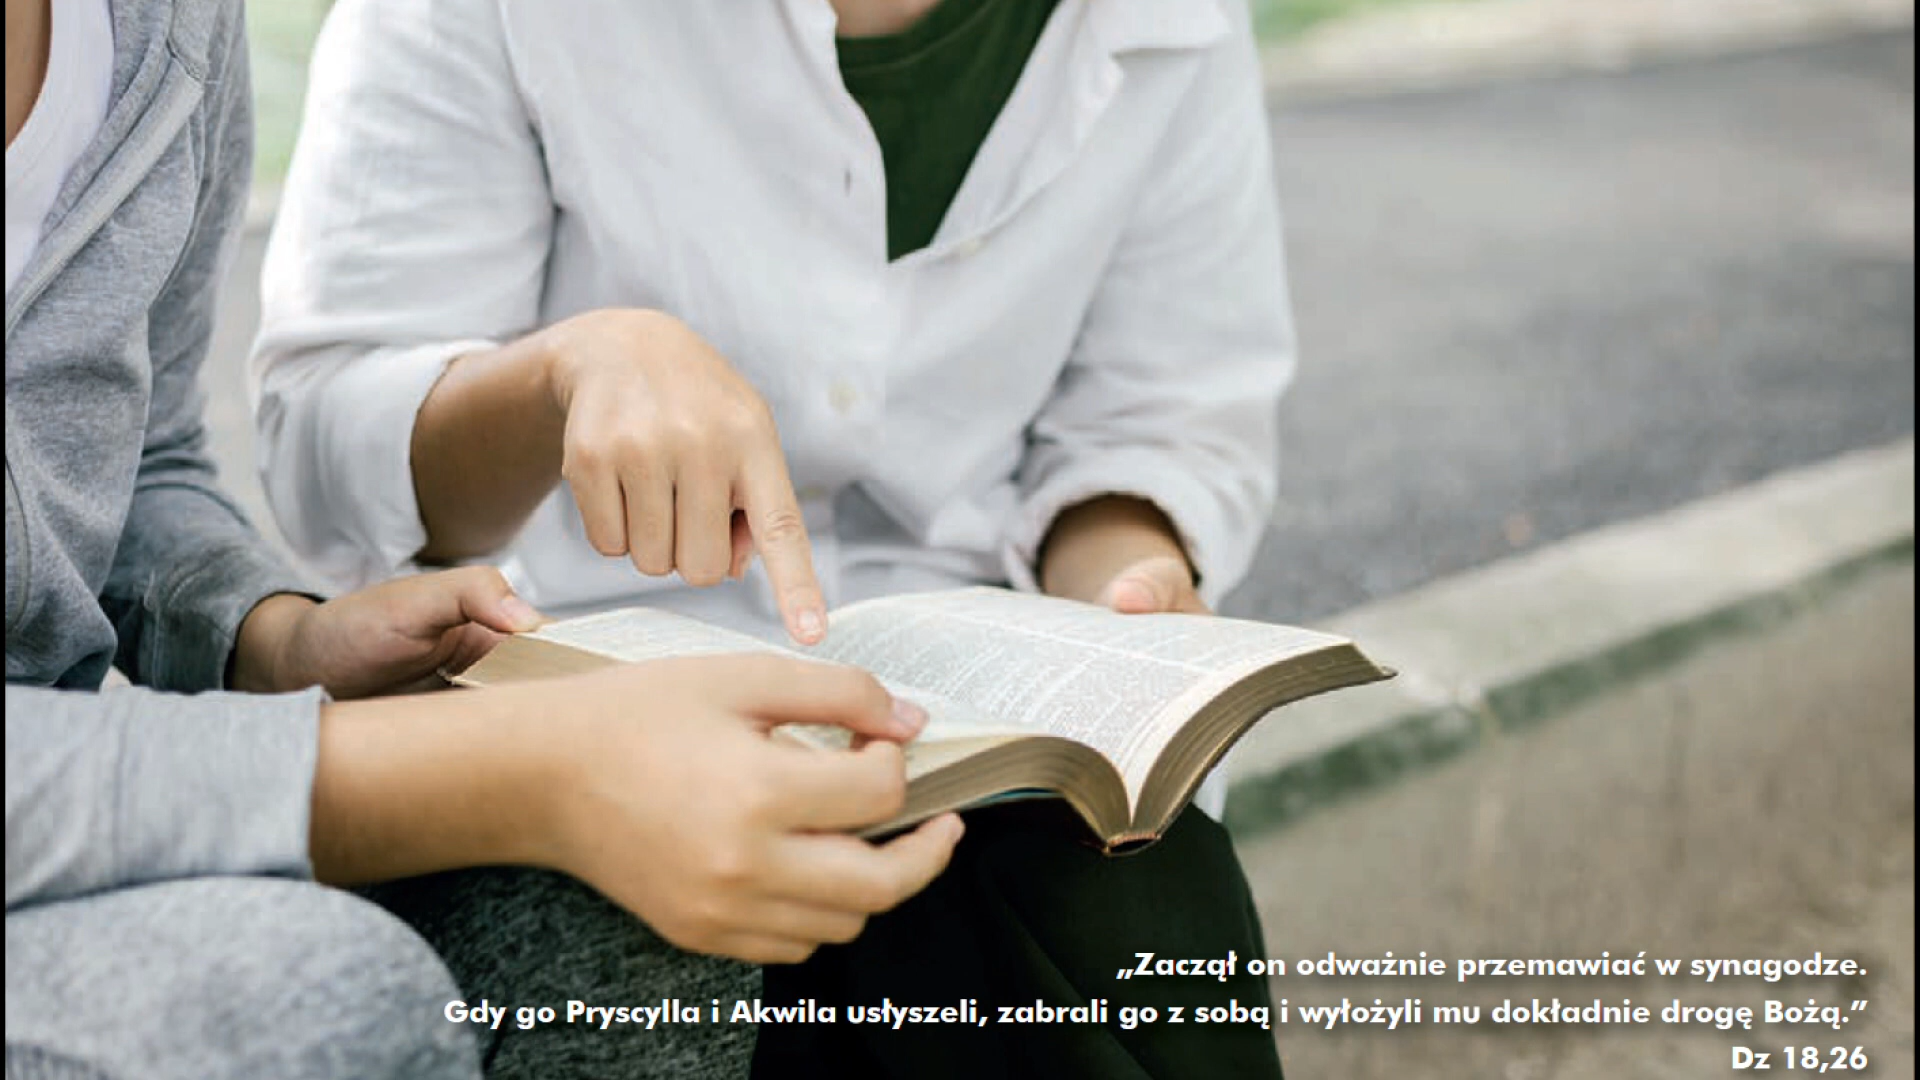 „Zaczął on odważnie przemawiać w synagodze.
Gdy go Pryscylla i Akwila usłyszeli, zabrali go z sobą i wyłożyli mu dokładnie drogę Bożą.”
Dz 18,26